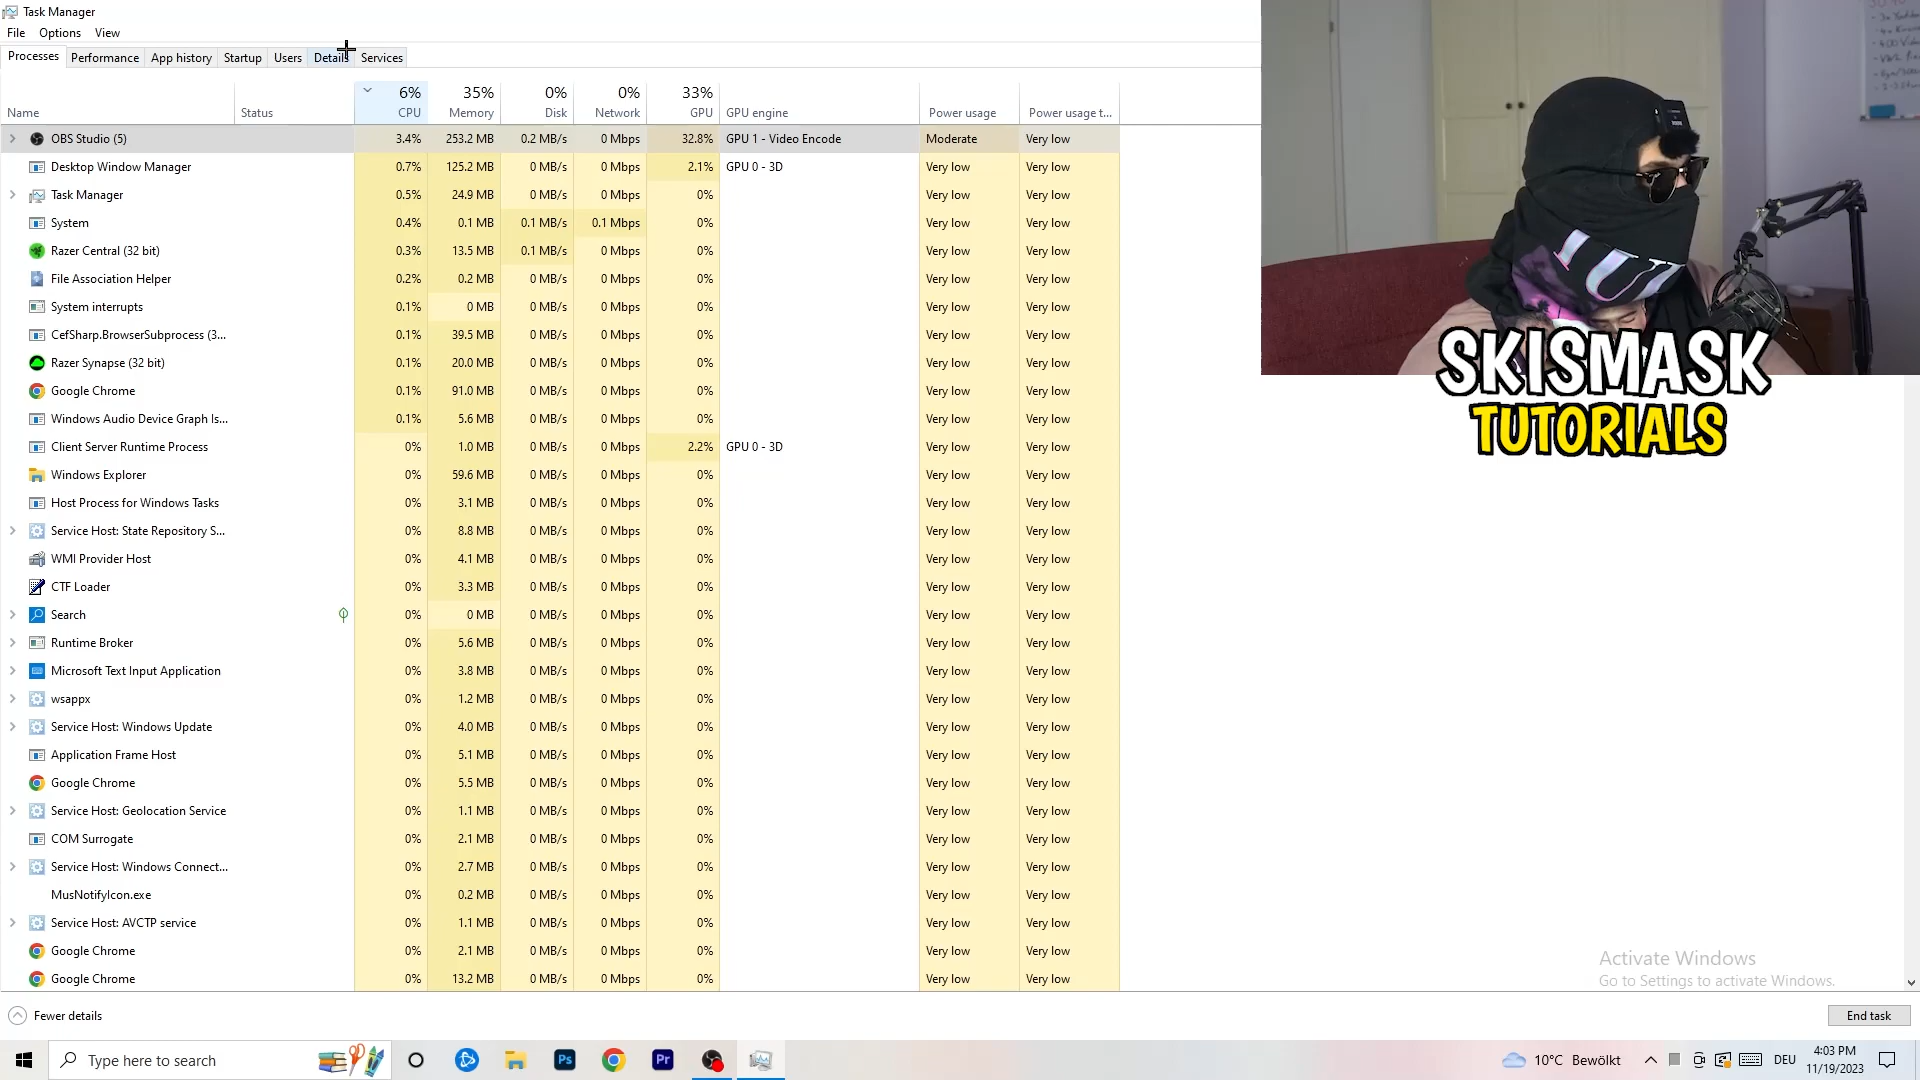 Task Manager
File Options View
Processes Performance App history Startup Users Details Services
6% 35% 0% 0% 33%
Name Status CPU Memory Disk Network GPU GPU engine Power usage Power usage t...
OBS Studio (5) 3.4% 253.2 MB 0.2 MB/s 0 Mbps 32.8% GPU 1 - Video Encode Moderate Very low
Desktop Window Manager 0.7% 125.2 MB 0 MB/s 0 Mbps 2.1% GPU 0 - 3D Very low Very low
Task Manager 0.5% 24.9 MB 0 MB/s 0 Mbps 0% Very low Very low
System 0.4% 0.1 MB 0.1 MB/s 0.1 Mbps 0% Very low Very low
Razer Central (32 bit) 0.3% 13.5 MB 0.1 MB/s 0 Mbps 0% Very low Very low
File Association Helper 0.2% 0.2 MB 0 MB/s 0 Mbps 0% Very low Very low
System interrupts 0.1% 0 MB 0 MB/s 0 Mbps 0% Very low Very low
CefSharp.BrowserSubprocess (3... 0.1% 39.5 MB 0 MB/s 0 Mbps 0% Very low Very low
Razer Synapse (32 bit) 0.1% 20.0 MB 0 MB/s 0 Mbps 0% Very low Very low
Google Chrome 0.1% 91.0 MB 0 MB/s 0 Mbps 0% Very low Very low
Windows Audio Device Graph Is... 0.1% 5.6 MB 0 MB/s 0 Mbps 0% Very low Very low
Client Server Runtime Process 0% 1.0 MB 0 MB/s 0 Mbps 2.2% GPU 0 - 3D Very low Very low
Windows Explorer 0% 59.6 MB 0 MB/s 0 Mbps 0% Very low Very low
Host Process for Windows Tasks 0% 3.1 MB 0 MB/s 0 Mbps 0% Very low Very low
Service Host: State Repository S... 0% 8.8 MB 0 MB/s 0 Mbps 0% Very low Very low
WMI Provider Host 0% 4.1 MB 0 MB/s 0 Mbps 0% Very low Very low
CTF Loader 0% 3.3 MB 0 MB/s 0 Mbps 0% Very low Very low
Search 0% 0 MB 0 MB/s 0 Mbps 0% Very low Very low
Runtime Broker 0% 5.6 MB 0 MB/s 0 Mbps 0% Very low Very low
Microsoft Text Input Application 0% 3.8 MB 0 MB/s 0 Mbps 0% Very low Very low
wsappx 0% 1.2 MB 0 MB/s 0 Mbps 0% Very low Very low
Service Host: Windows Update 0% 4.0 MB 0 MB/s 0 Mbps 0% Very low Very low
Application Frame Host 0% 5.1 MB 0 MB/s 0 Mbps 0% Very low Very low
Google Chrome 0% 5.5 MB 0 MB/s 0 Mbps 0% Very low Very low
Service Host: Geolocation Service 0% 1.1 MB 0 MB/s 0 Mbps 0% Very low Very low
COM Surrogate 0% 2.1 MB 0 MB/s 0 Mbps 0% Very low Very low
Service Host: Windows Connect... 0% 2.7 MB 0 MB/s 0 Mbps 0% Very low Very low
MusNotifyIcon.exe 0% 0.2 MB 0 MB/s 0 Mbps 0% Very low Very low
Service Host: AVCTP service 0% 1.1 MB 0 MB/s 0 Mbps 0% Very low Very low
Google Chrome 0% 2.1 MB 0 MB/s 0 Mbps 0% Very low Very low
Google Chrome 0% 13.2 MB 0 MB/s 0 Mbps 0% Very low Very low
SKISMASK
TUTORIALS
Activate Windows
Go to Settings to activate Windows.
Fewer details End task
Type here to search Ps Pr 10°C Bewölkt DEU 4:03 PM
11/19/2023